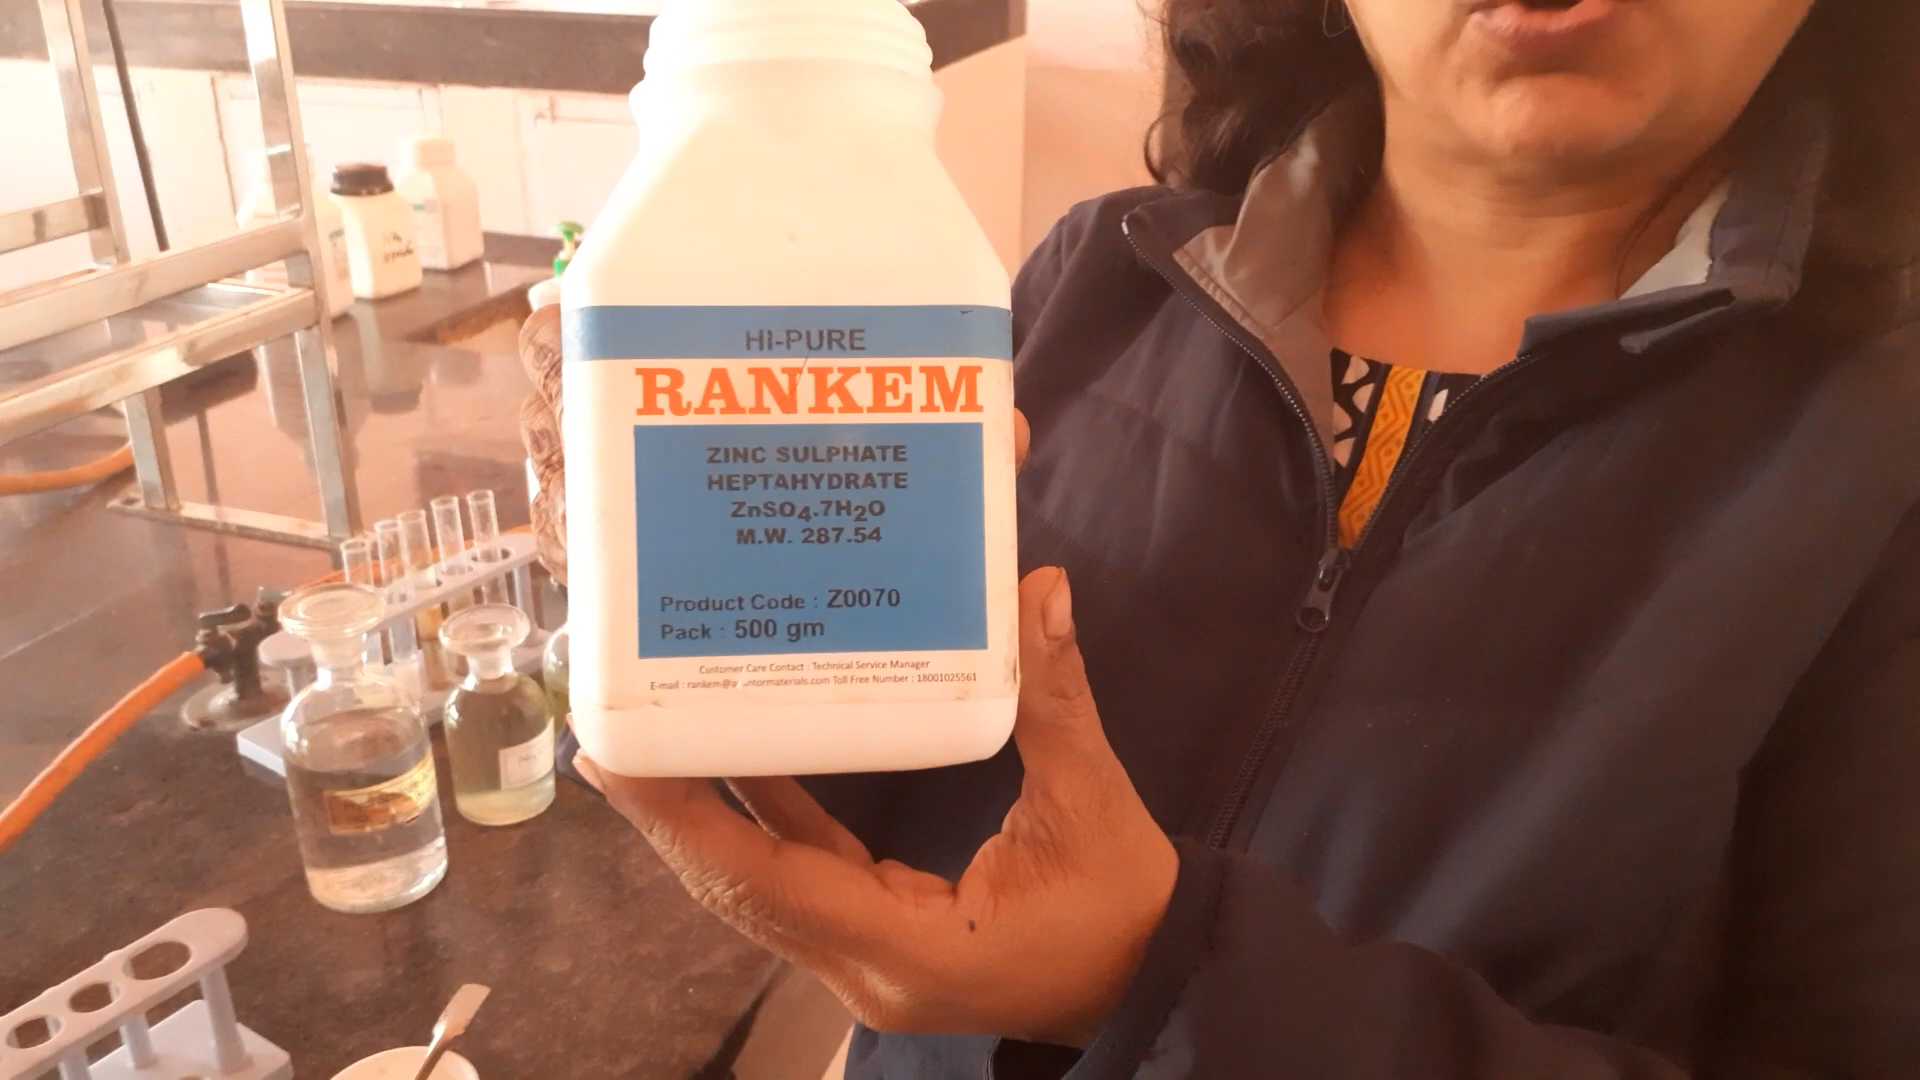 HI-PURE
RANKEM
ZINC SULPHATE
HEPTAHYDRATE
ZnSO4.7H2O
M.W. 287.54
Product Code : Z0070
Pack : 500 gm
Customer Care Contact : Technical Service Manager
Toll Free Number : 18001025561